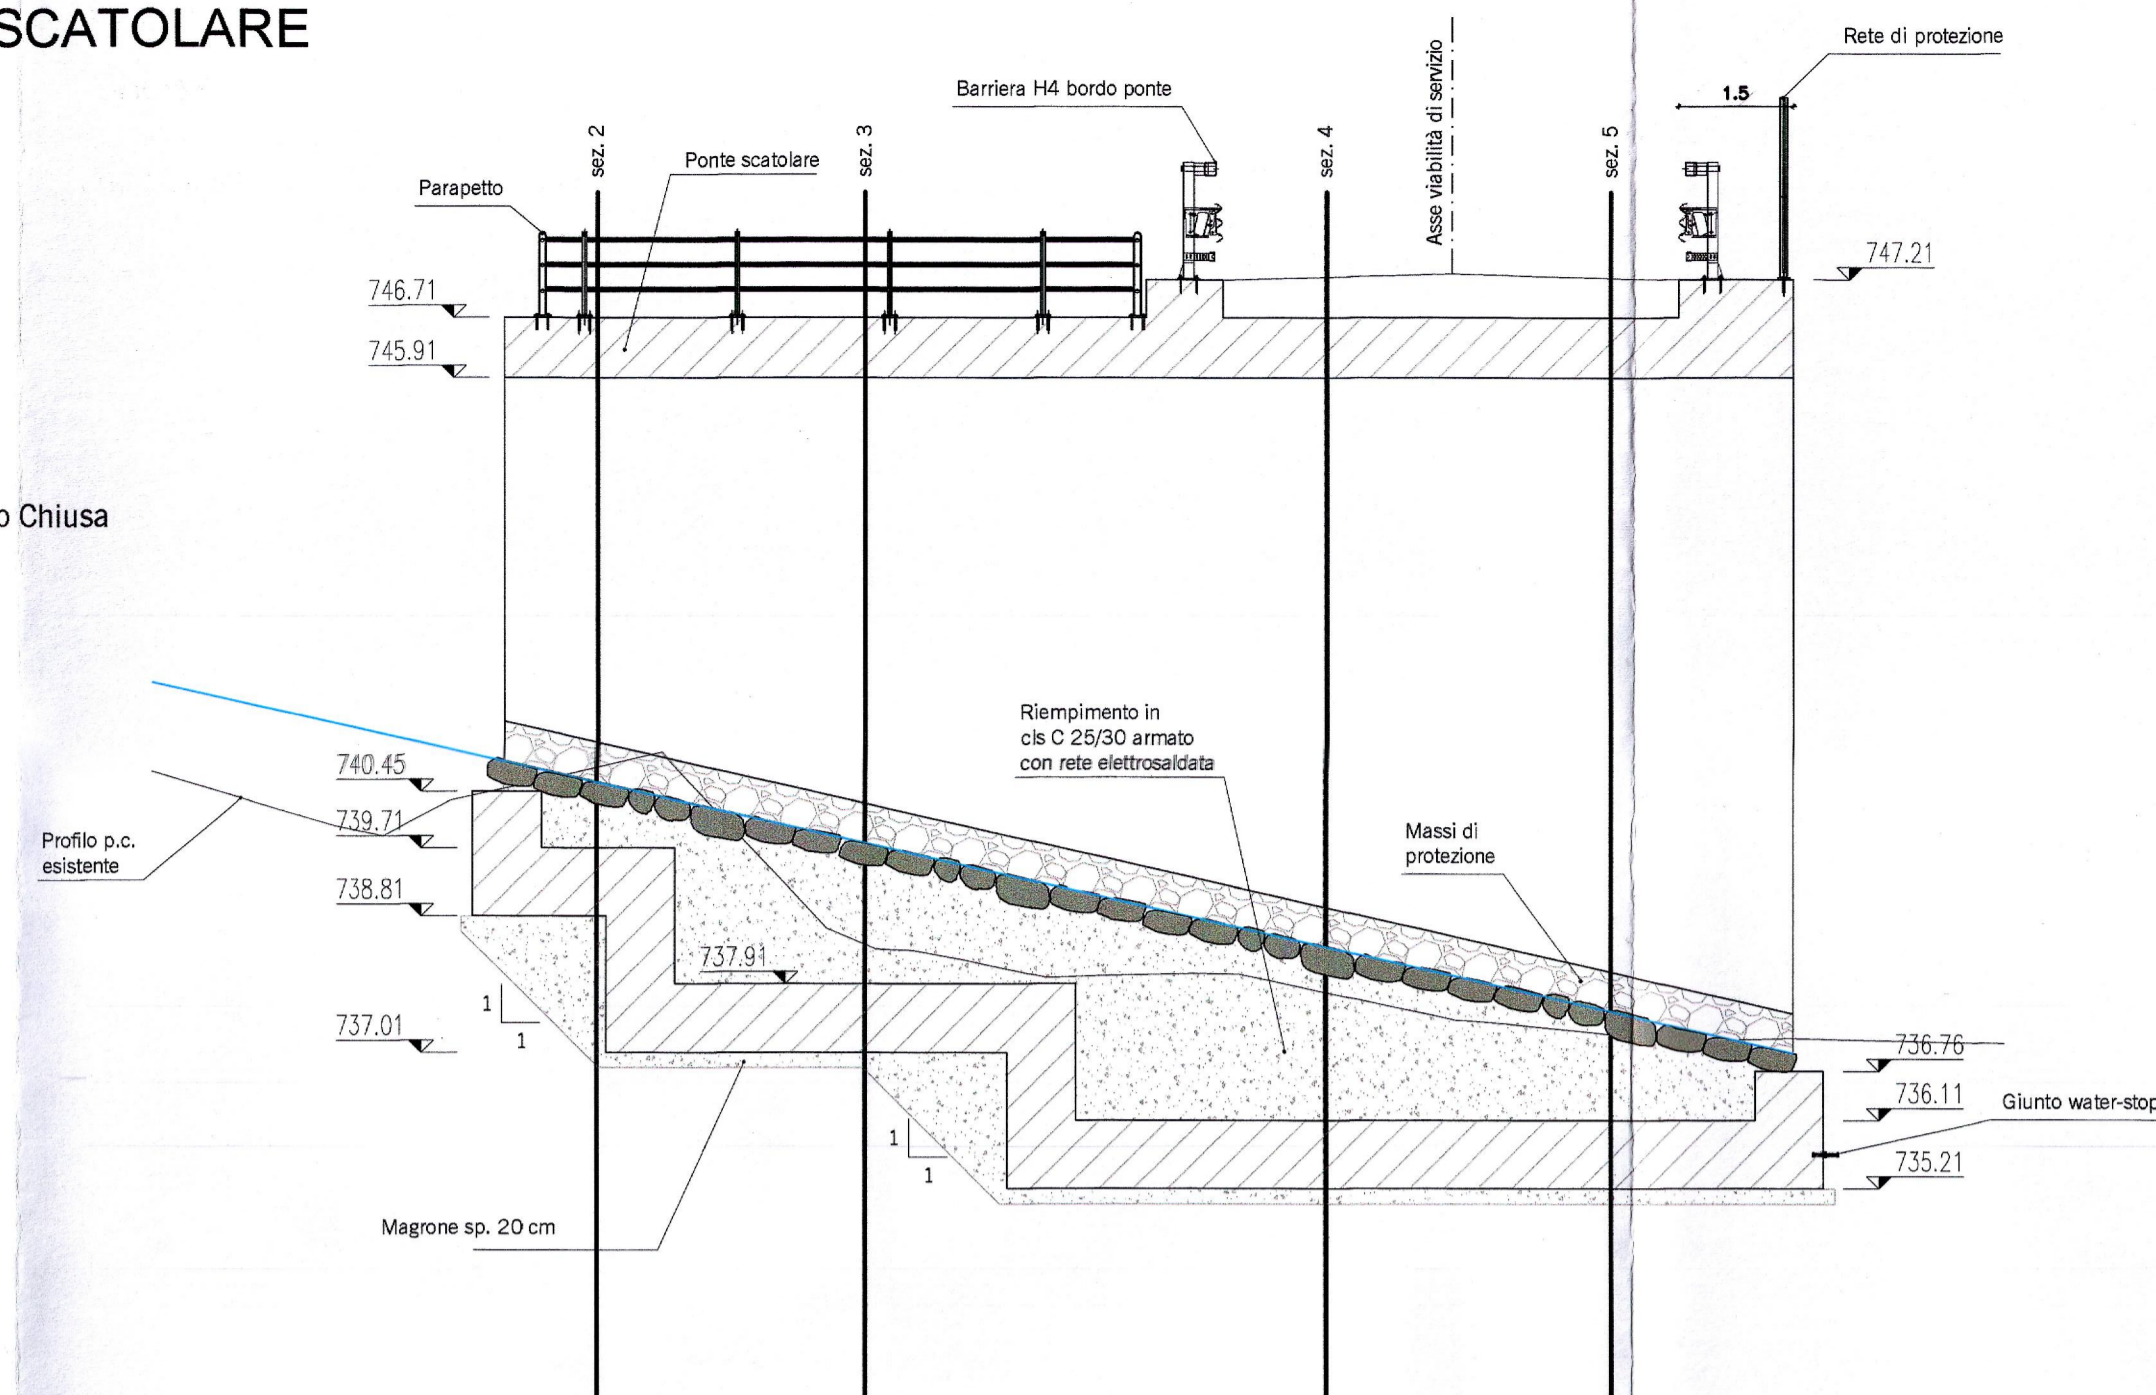 SCATOLARE
Rete di protezione
Barriera H4 bordo ponte
Asse viabilità di servizio
1.5
sez. 2
sez. 3
sez. 4
sez. 5
Ponte scatolare
Parapetto
747.21
746.71
745.91
o Chiusa
Riempimento in
cls C 25/30 armato
con rete elettrosaldata
740.45
739.71
Profilo p.c.
esistente
Massi di
protezione
738.81
737.91
1
1
737.01
736.76
736.11
Giunto water-stop
1
1
735.21
Magrone sp. 20 cm